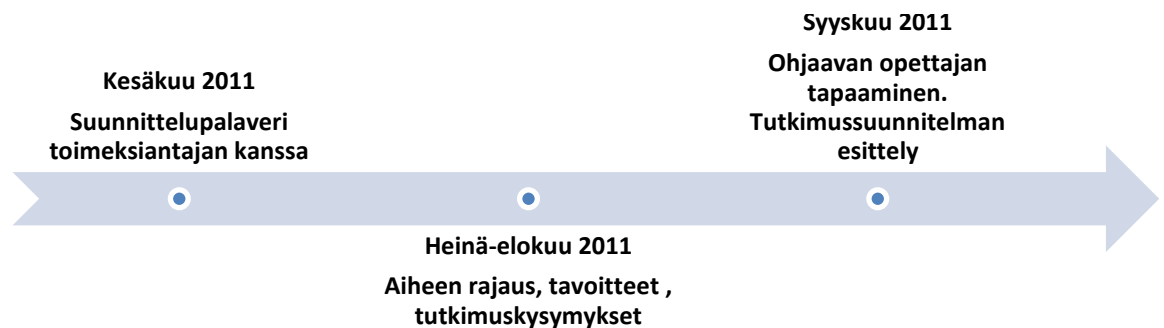 Kesäkuu 2011
Suunnittelupalaveri
toimeksiantajan kanssa
Heinä-elokuu 2011
Aiheen rajaus, tavoitteet ,
tutkimuskysymykset
Syyskuu 2011
Ohjaavan opettajan
tapaaminen.
Tutkimussuunnitelman
esittely